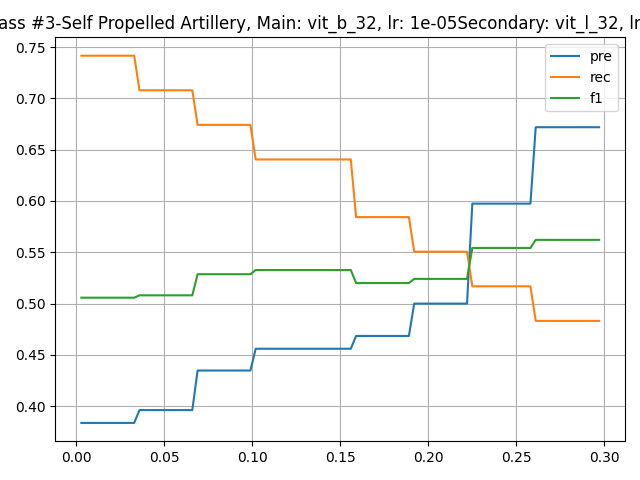 ass #3-Self Propelled Artillery, Main: vit_b_32, lr: 1e-05Secondary: vit_l_32, lr
0.75
0.70
0.65
0.60
0.55
0.50
0.45
0.40
pre
rec
f1
0.00 0.05 0.10 0.15 0.20 0.25 0.30